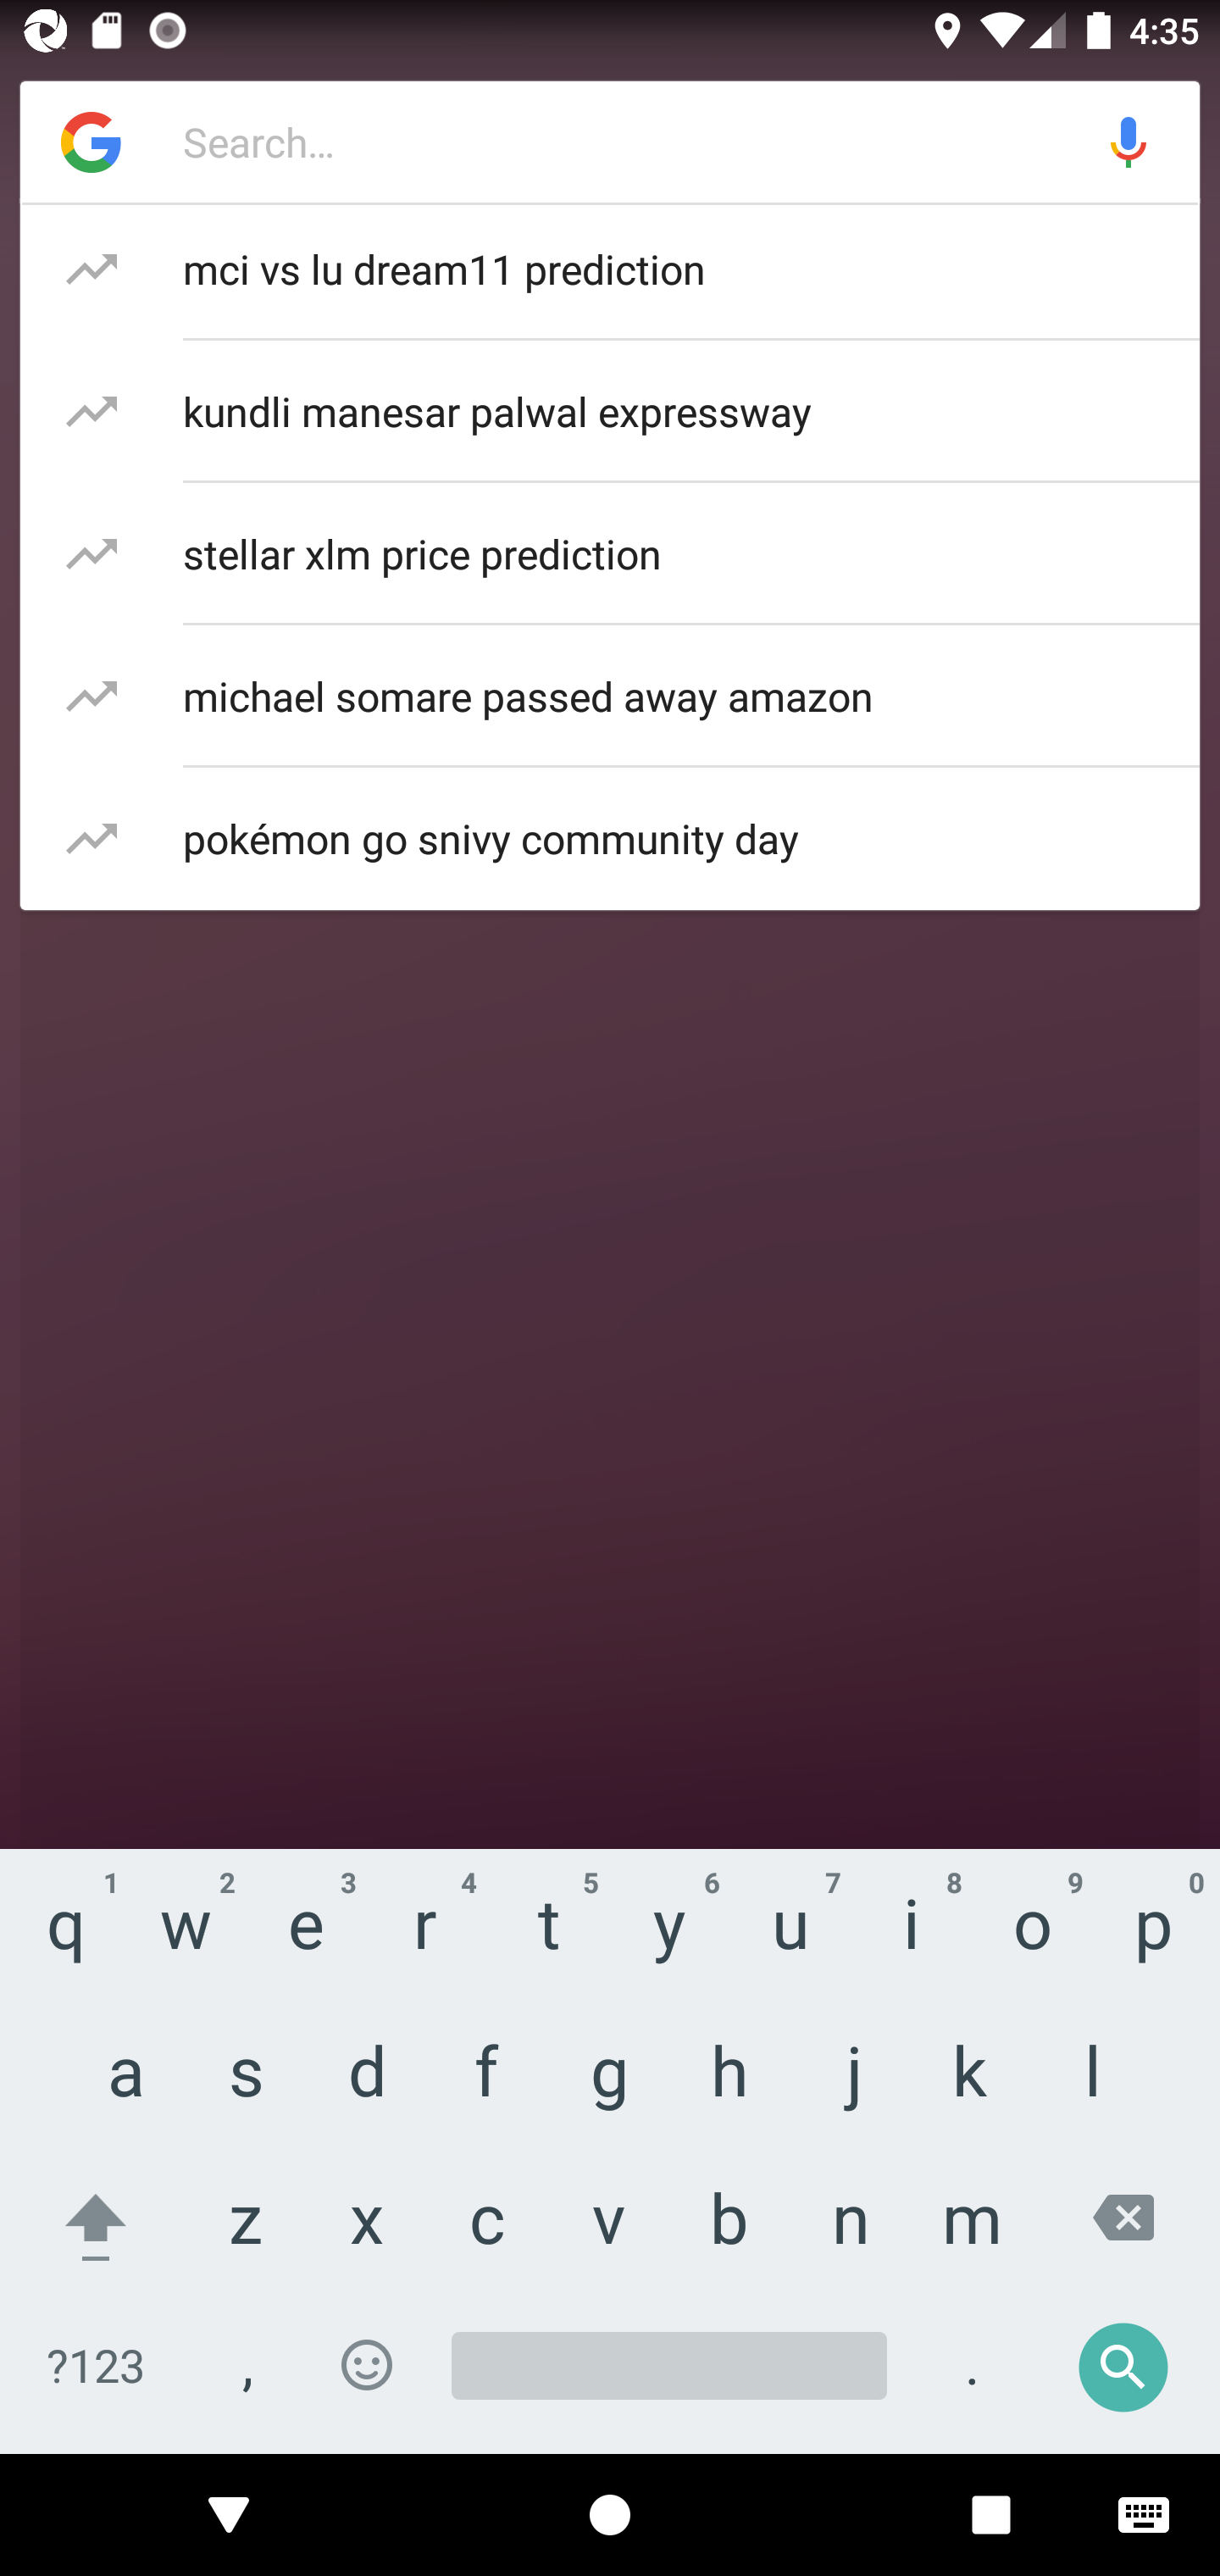 4:35
Search…
mci vs lu dream11 prediction
kundli manesar palwal expressway
stellar xlm price prediction
michael somare passed away amazon
pokémon go snivy community day
1 2 3 4 5 6 7 8 9 0
q w e r t y u i o p
a s d f g h j k l
z x c v b n m
?123 , .